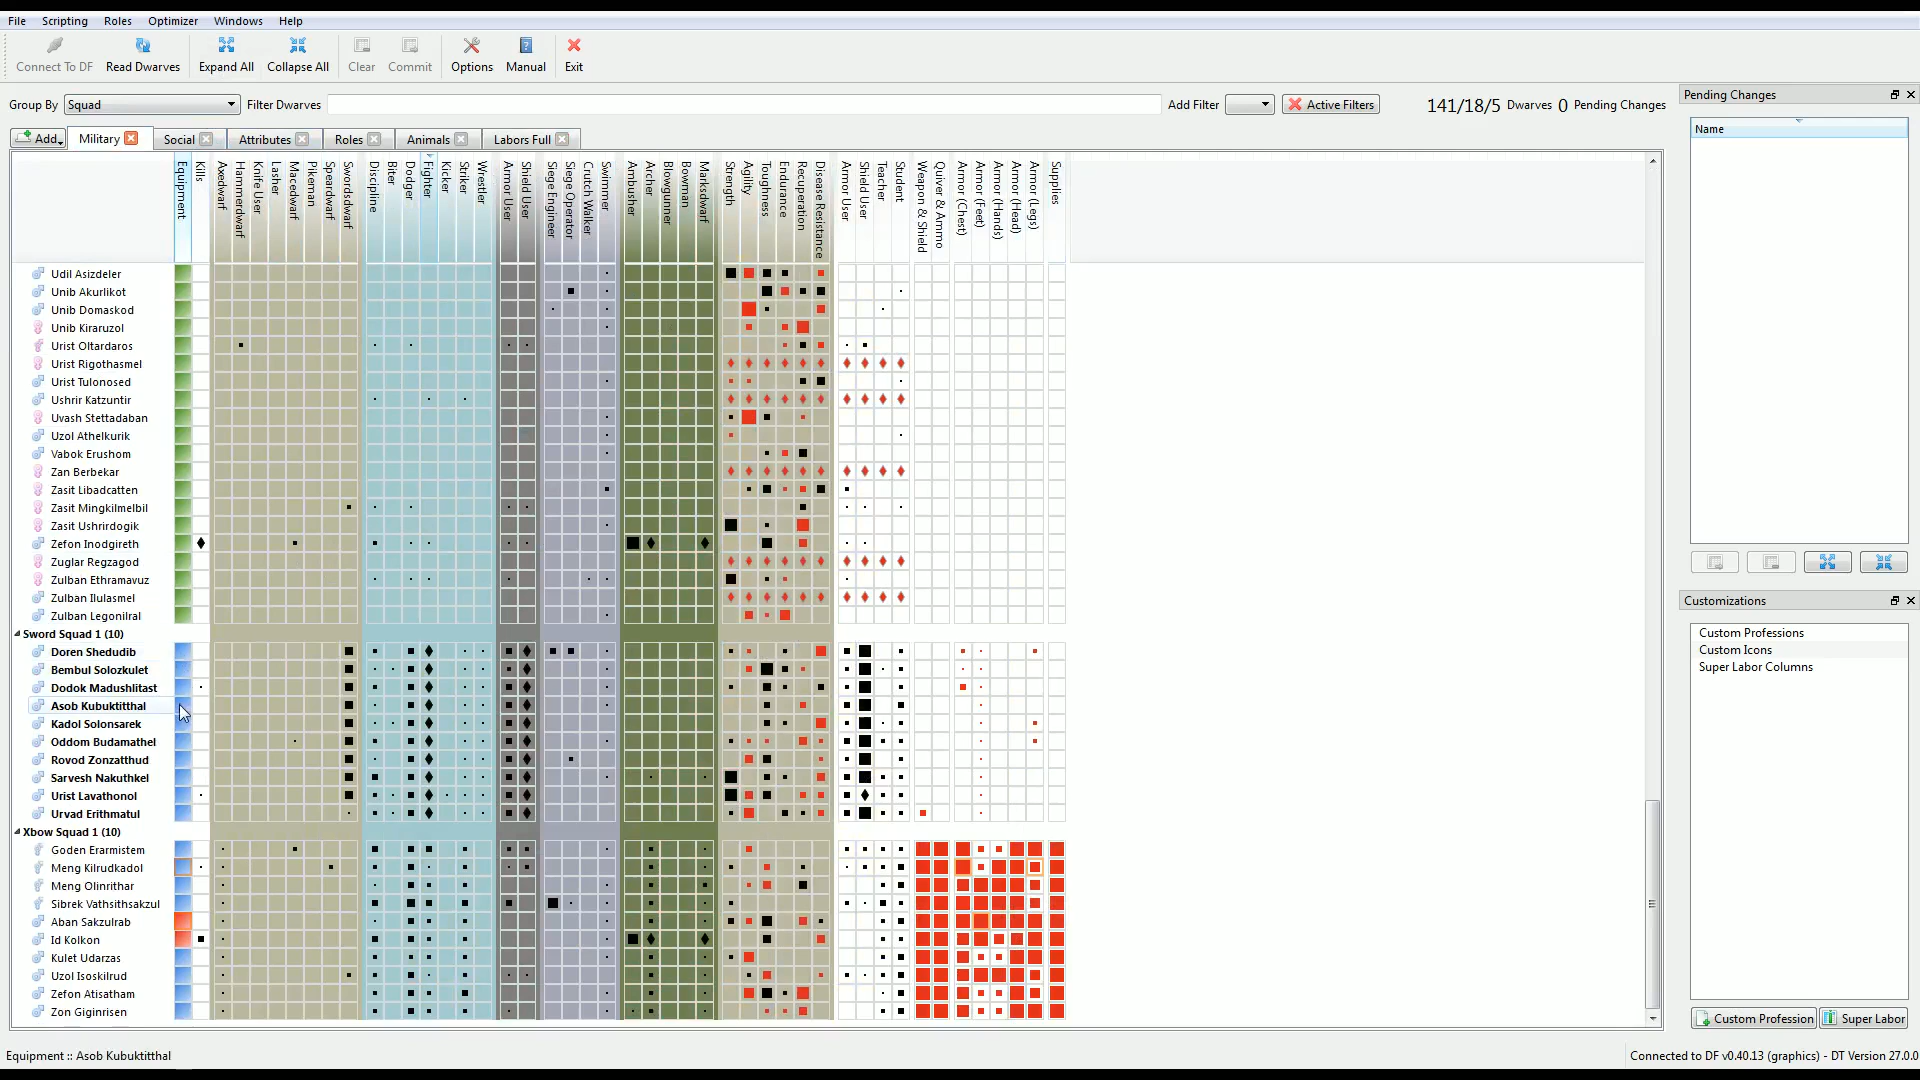 File Scripting Roles Optimizer Windows Help
Connect To DF Read Dwarves Expand All Collapse All Clear Commit Options Manual Exit
Group By Squad Filter Dwarves Add Filter Active Filters 141/18/5 Dwarves 0 Pending Changes
Pending Changes
Name
Add Military Social Attributes Roles Animals Labors Full
Equipment
Kills
Axedwarf
Hammerdwarf
Knife User
Lasher
Macedwarf
Pikeman
Speardwarf
Swordsdwarf
Discipline
Biter
Dodger
Fighter
Kicker
Striker
Wrestler
Armor User
Shield User
Siege Engineer
Siege Operator
Crutch Walker
Swimmer
Ambusher
Archer
Blowgunner
Bowman
Marksdwarf
Strength
Agility
Toughness
Endurance
Recuperation
Disease Resistance
Armor User
Shield User
Teacher
Student
Weapon & Shield
Quiver & Ammo
Armor (Chest)
Armor (Feet)
Armor (Hands)
Armor (Head)
Armor (Legs)
Supplies
Udil Asizdeler
Unib Akurlikot
Unib Domaskod
Unib Kiraruzol
Urist Oltardaros
Urist Rigothasmel
Urist Tulonosed
Ushrir Katzuntir
Uvash Stettadaban
Uzol Athelkurik
Vabok Erushom
Zan Berbekar
Zasit Libadcatten
Zasit Mingkilmelbil
Zasit Ushrirdogik
Zefon Inodgireth
Zuglar Regzagod
Zulban Ethramavuz
Zulban Ilulasmel
Zulban Legonilral
Sword Squad 1 (10)
Doren Shedudib
Bembul Solozkulet
Dodok Madushlitast
Asob Kubuktitthal
Kadol Solonsarek
Oddom Budamathel
Rovod Zonzatthud
Sarvesh Nakuthkel
Urist Lavathonol
Urvad Erithmatul
Xbow Squad 1 (10)
Goden Erarmistem
Meng Kilrudkadol
Meng Olinrithar
Sibrek Vathsithsakzul
Aban Sakzulrab
Id Kolkon
Kulet Udarzas
Uzol Isoskilrud
Zefon Atisatham
Zon Giginrisen
Customizations
Custom Professions
Custom Icons
Super Labor Columns
Custom Profession Super Labor
Equipment :: Asob Kubuktitthal
Connected to DF v0.40.13 (graphics) - DT Version 27.0.0